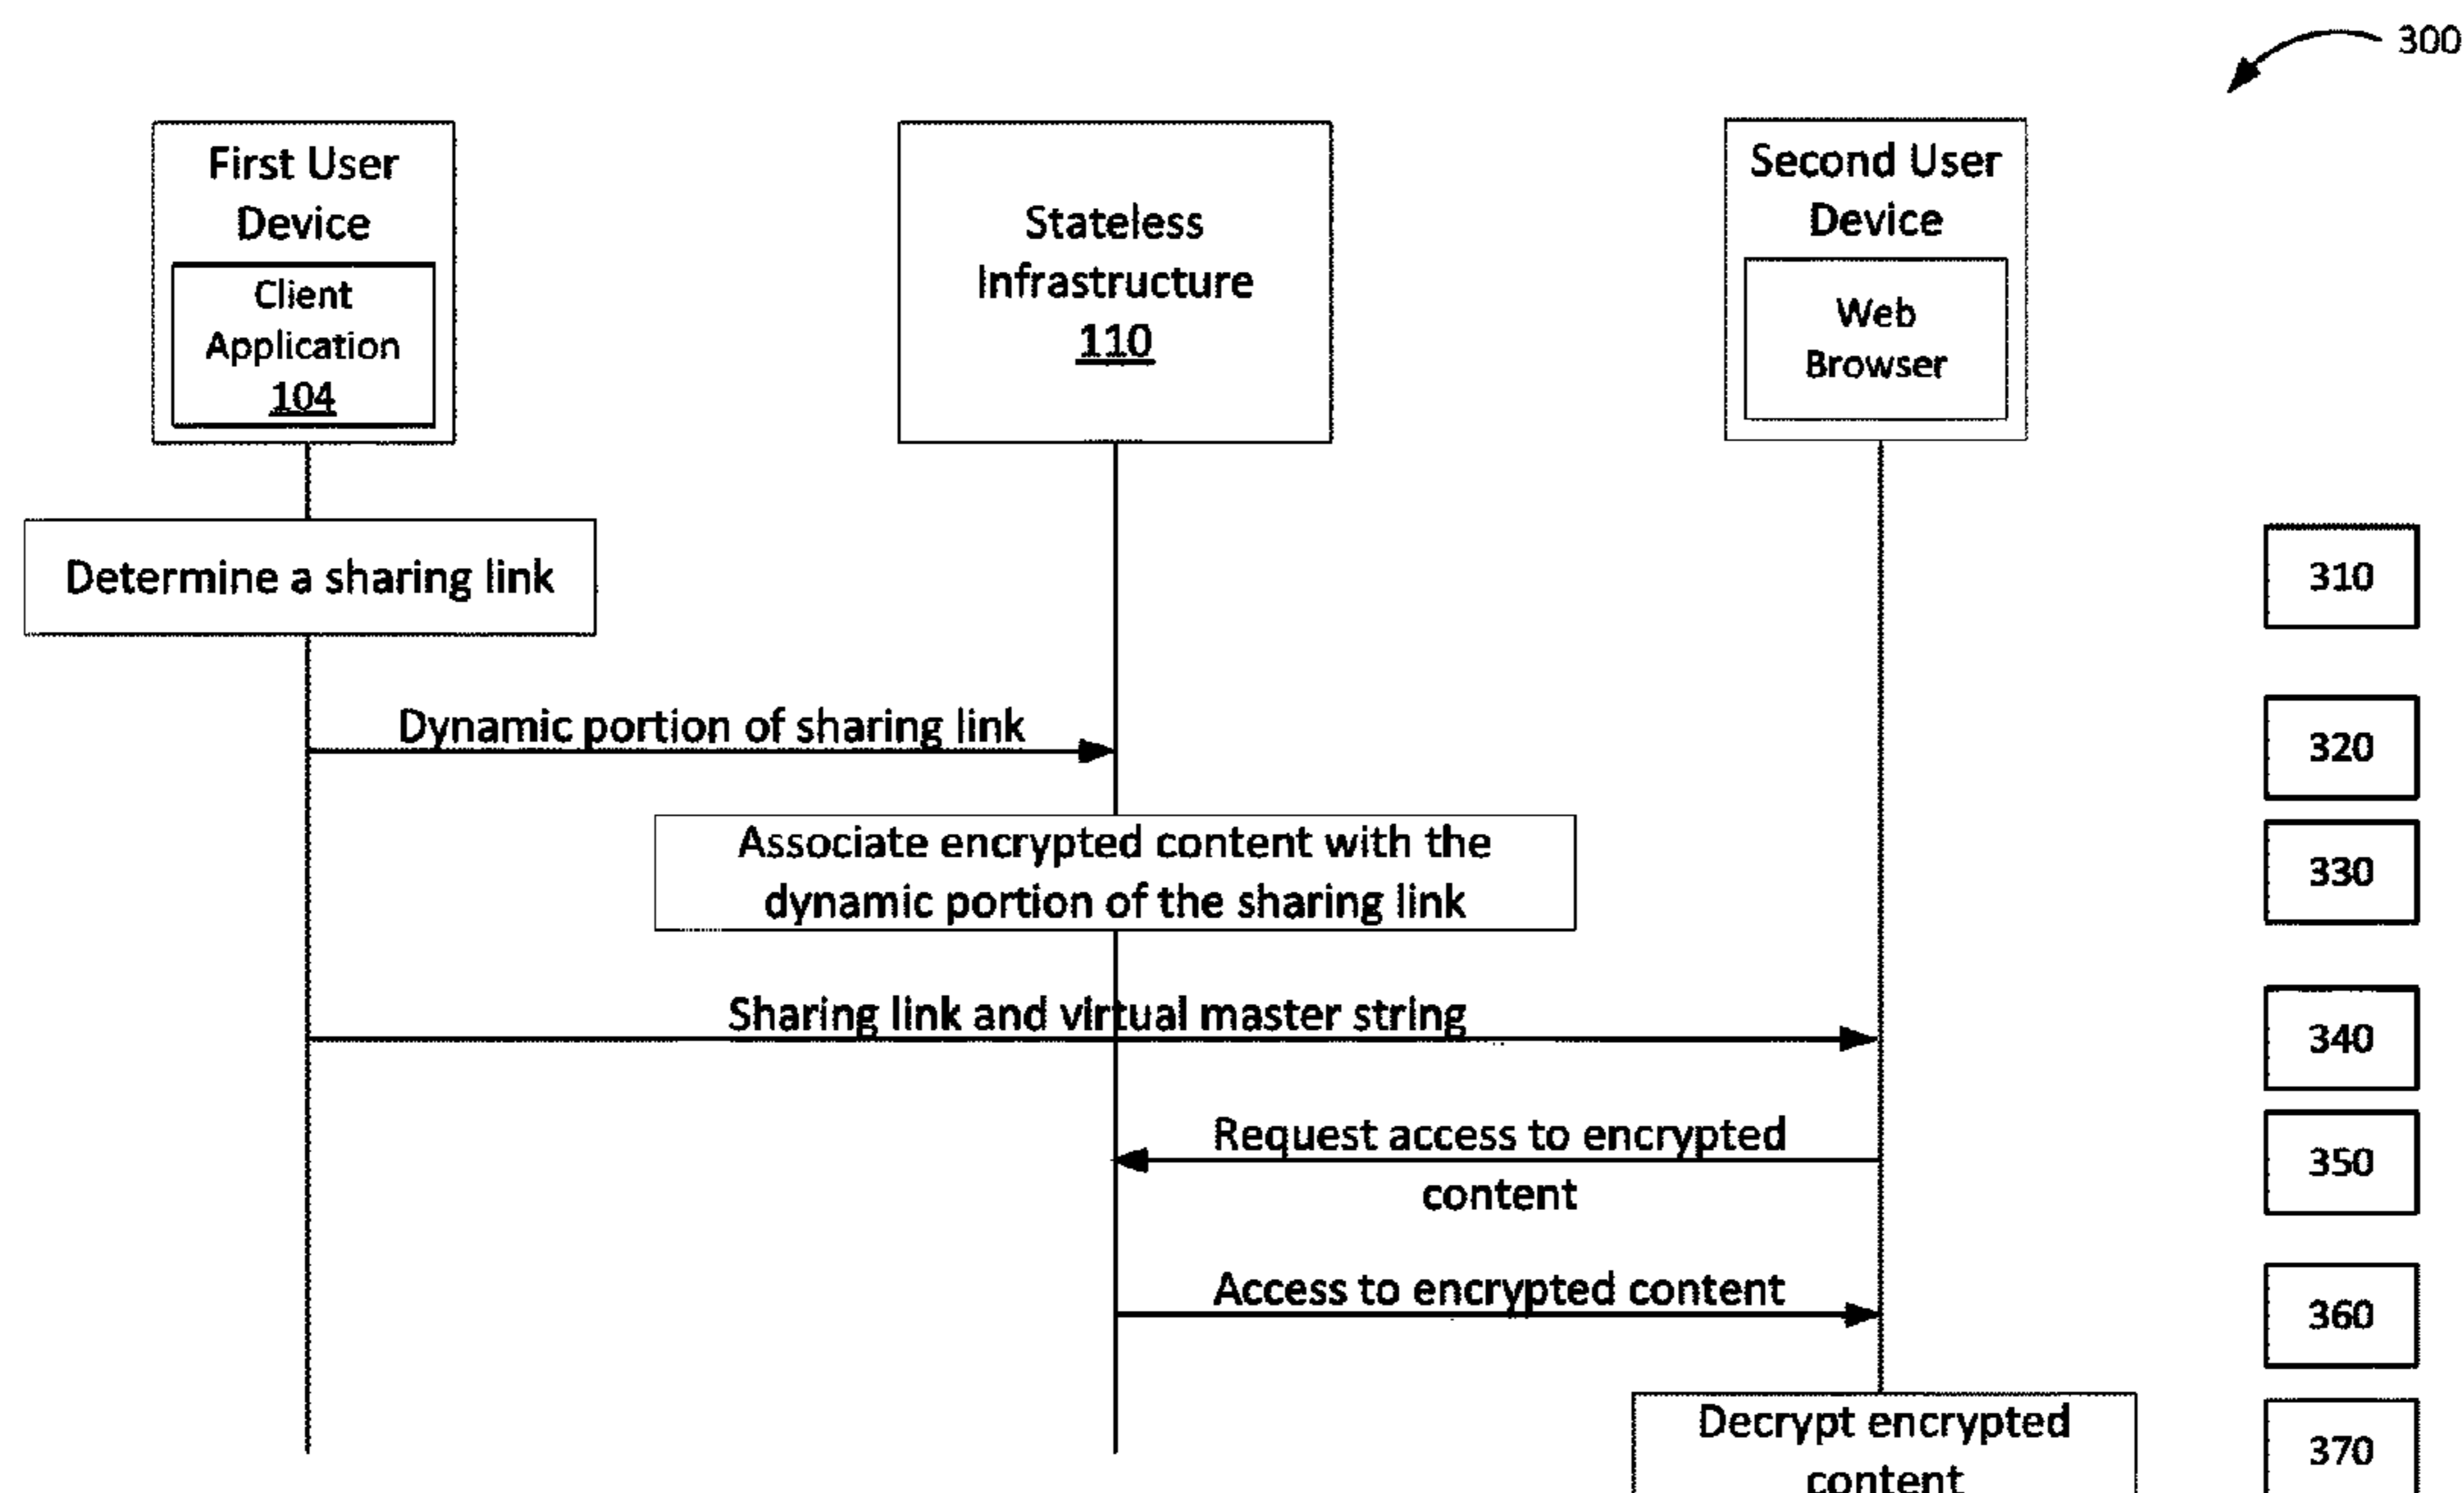 300
First User
Device
Client
Application
104
Stateless
Infrastructure
110
Second User
Device
Web
Browser
Determine a sharing link
310
Dynamic portion of sharing link
320
Associate encrypted content with the
dynamic portion of the sharing link
330
Sharing link and virtual master string
340
Request access to encrypted
content
350
Access to encrypted content
360
Decrypt encrypted
content
370